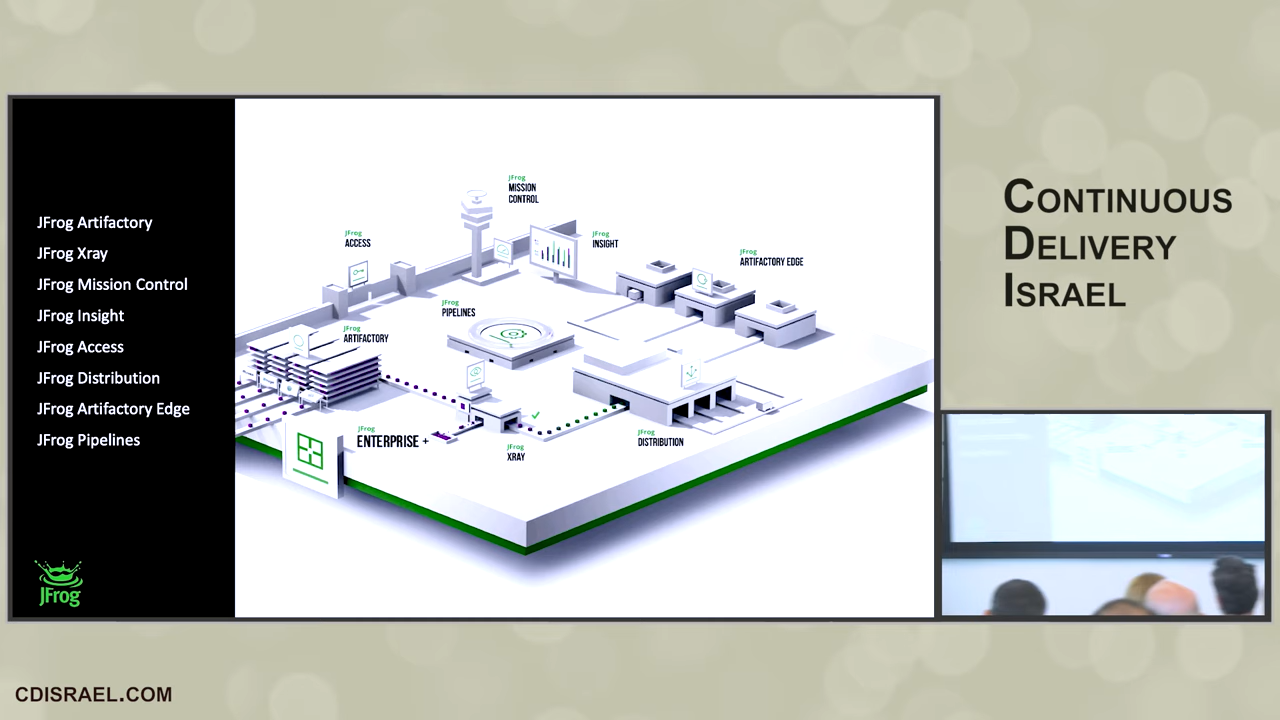 JFrog Artifactory
JFrog Xray
JFrog Mission Control
JFrog Insight
JFrog Access
JFrog Distribution
JFrog Artifactory Edge
JFrog Pipelines
JFrog
JFrog
MISSION
CONTROL
JFrog
ACCESS
JFrog
INSIGHT
JFrog
ARTIFACTORY EDGE
JFrog
PIPELINES
JFrog
ARTIFACTORY
JFrog
ENTERPRISE +
JFrog
XRAY
JFrog
DISTRIBUTION
CONTINUOUS
DELIVERY
ISRAEL
CDISRAEL.COM